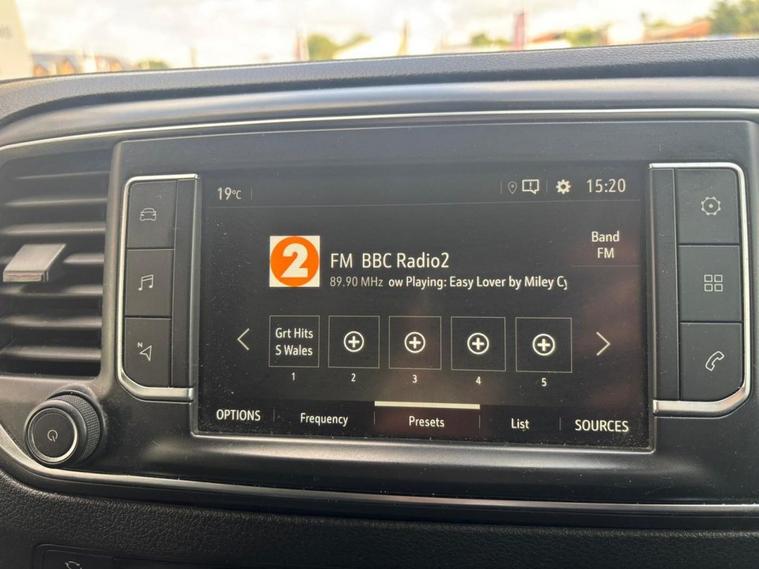 19°C
15:20
2
FM BBC Radio2
Band
FM
89.90 MHz ow Playing: Easy Lover by Miley Cy
Grt Hits
S Wales
1 2 3 4 5
OPTIONS Frequency Presets List SOURCES
N